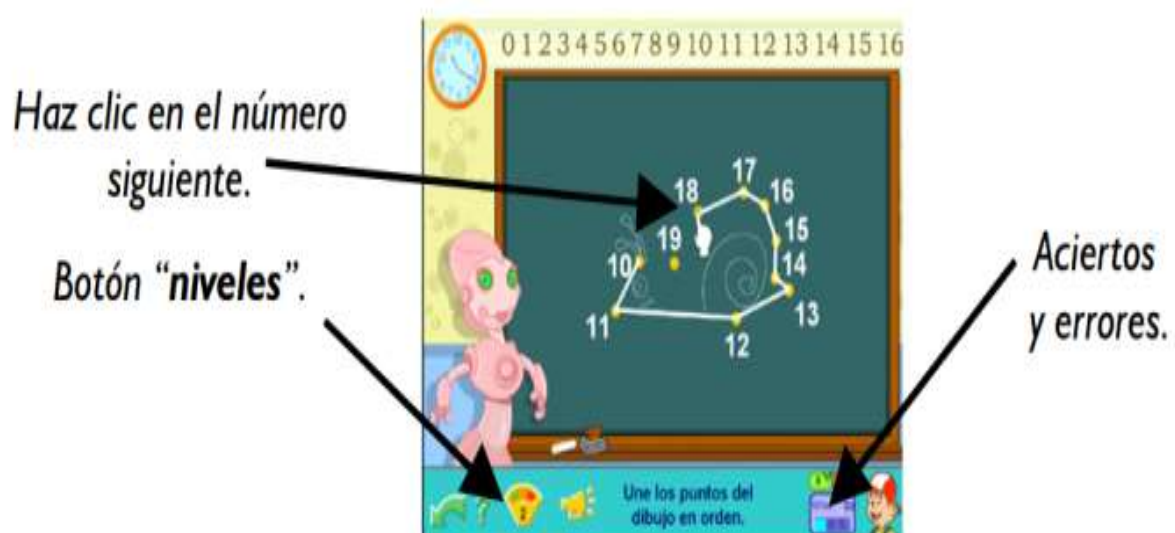 0 1 2 3 4 5 6 7 8 9 10 11 12 13 14 15 16
Haz clic en el número
siguiente.
Botón “niveles”.
17
18
16
15
19
10
14
11
13
12
Aciertos
y errores.
2
Une los puntos del
dibujo en orden.